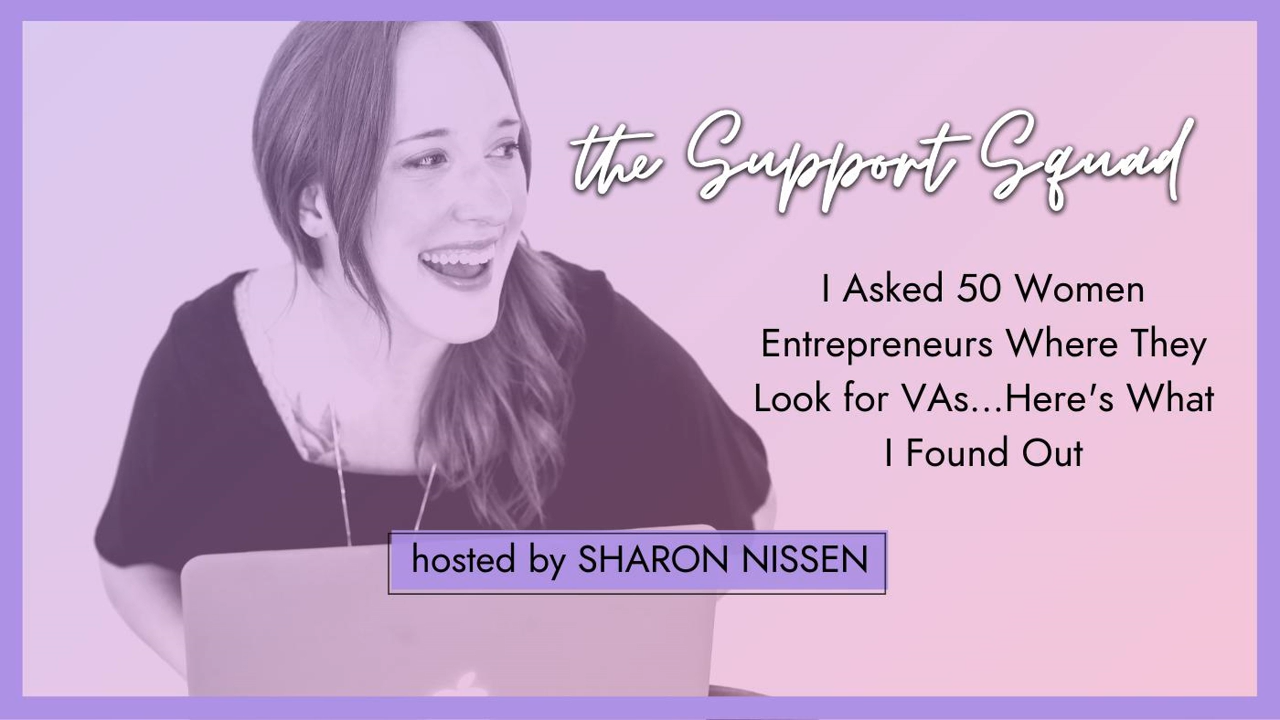 the Support Squad
I Asked 50 Women
Entrepreneurs Where They
Look for VAs...Here's What
I Found Out
hosted by SHARON NISSEN